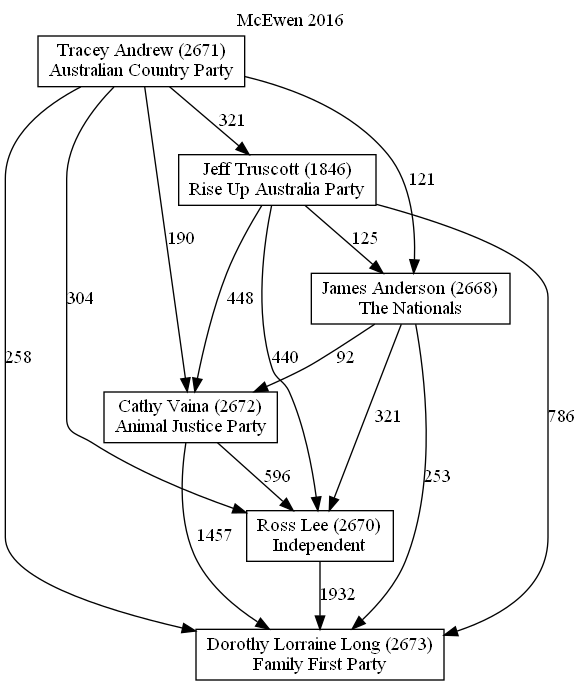 McEwen 2016
Tracey Andrew (2671)
Australian Country Party
321
Jeff Truscott (1846)
Rise Up Australia Party
121
190
125
James Anderson (2668)
The Nationals
304
448
258
440
92
786
Cathy Vaina (2672)
Animal Justice Party
321
596
253
Ross Lee (2670)
Independent
1457
1932
Dorothy Lorraine Long (2673)
Family First Party